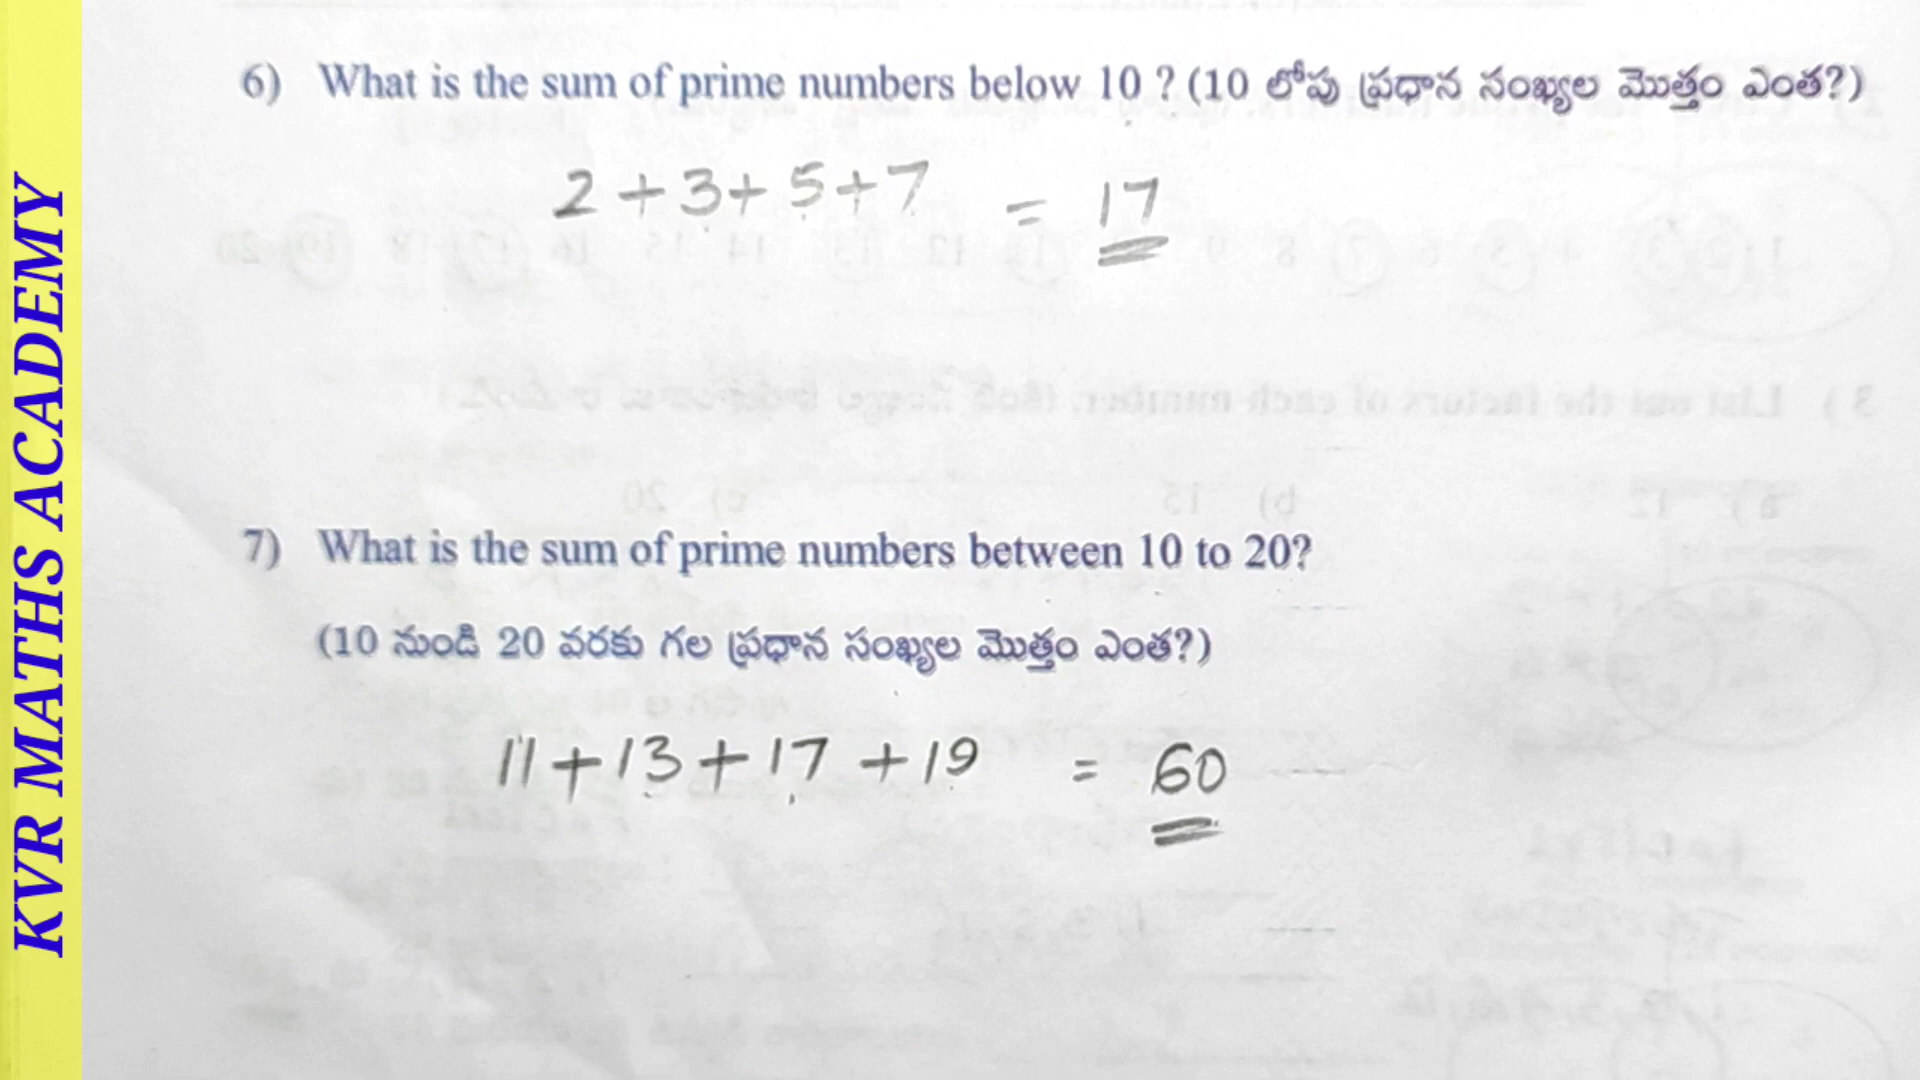 KVR MATHS ACADEMY
6) What is the sum of prime numbers below 10 ? (10 లోపు ప్రధాన సంఖ్యల మొత్తం ఎంత?)
2 + 3 + 5 + 7 = 17
7) What is the sum of prime numbers between 10 to 20?
(10 నుండి 20 వరకు గల ప్రధాన సంఖ్యల మొత్తం ఎంత?)
11 + 13 + 17 + 19 = 60